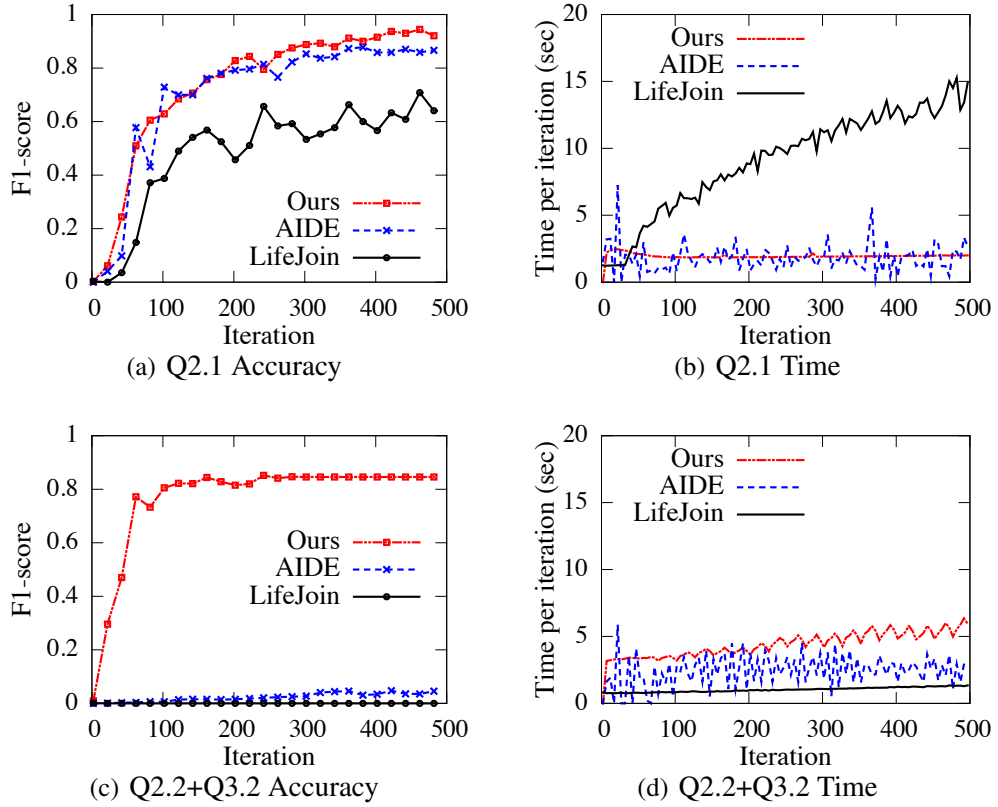 1
0.8
0.6
0.4
0.2
0
F1-score
Ours
AIDE
LifeJoin
0 100 200 300 400 500
Iteration
(a) Q2.1 Accuracy
20
15
10
5
0
Time per iteration (sec)
Ours
AIDE
LifeJoin
0 100 200 300 400 500
Iteration
(b) Q2.1 Time
1
0.8
0.6
0.4
0.2
0
F1-score
Ours
AIDE
LifeJoin
0 100 200 300 400 500
Iteration
(c) Q2.2+Q3.2 Accuracy
20
15
10
5
0
Time per iteration (sec)
Ours
AIDE
LifeJoin
0 100 200 300 400 500
Iteration
(d) Q2.2+Q3.2 Time